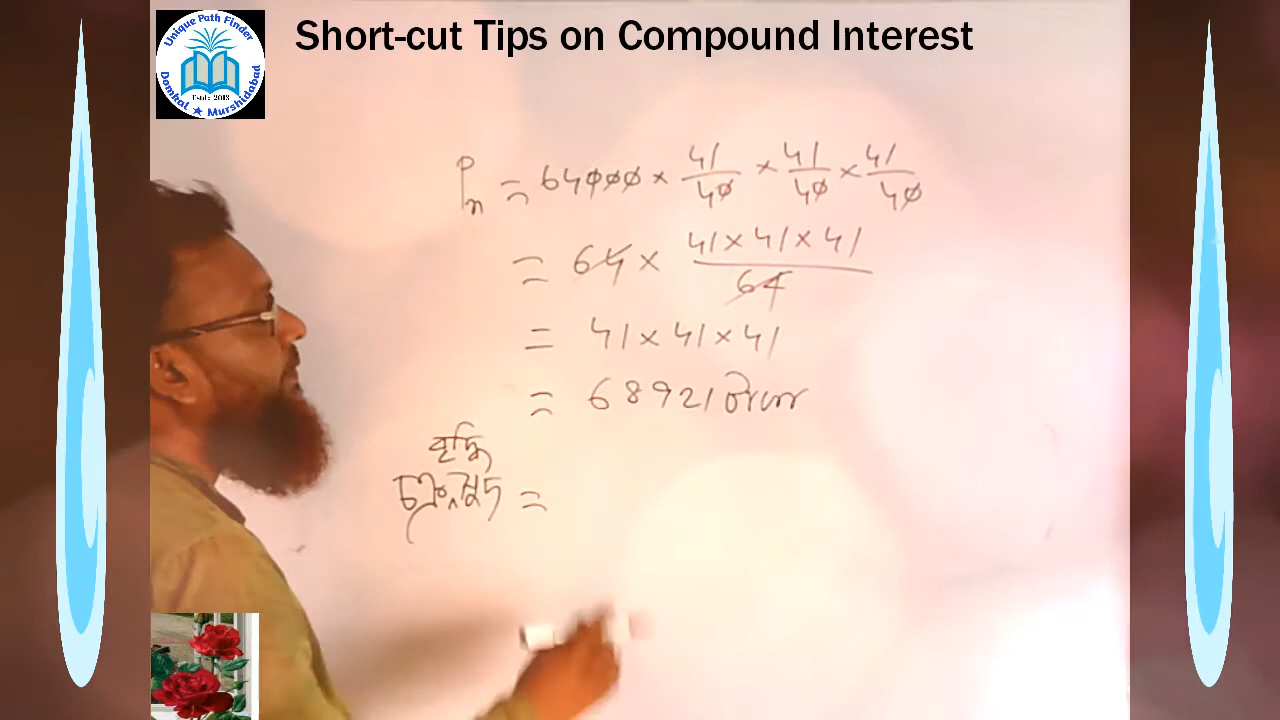 Short-cut Tips on Compound Interest
Unique Path Finder
Estd: 2013
Domkal ★ Murshidabad
Pn = 64000 × 41/40 × 41/40 × 41/40
= 64 × 41×41×41/64
= 41×41×41
= 68921 টাকা
বৃদ্ধি
চক্রবৃদ্ধি সুদ =